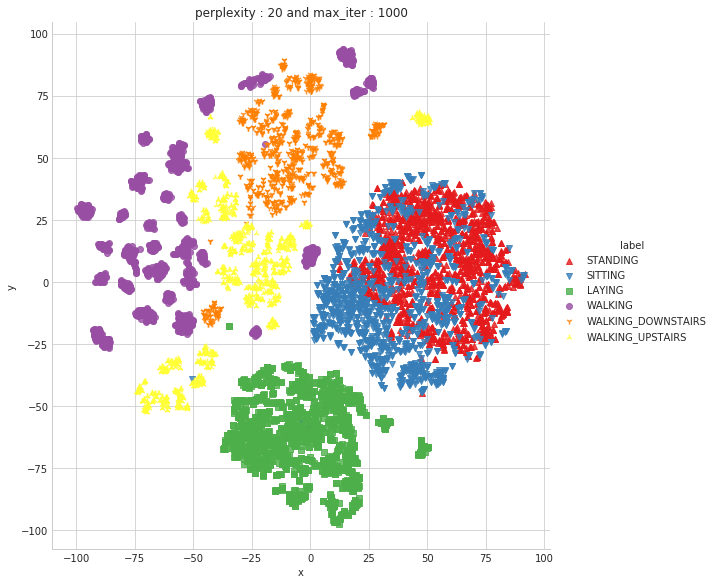 perplexity : 20 and max_iter : 1000
100
75
50
25
0
−25
−50
−75
−100
y
−100 −75 −50 −25 0 25 50 75 100
x
label
STANDING
SITTING
LAYING
WALKING
WALKING_DOWNSTAIRS
WALKING_UPSTAIRS